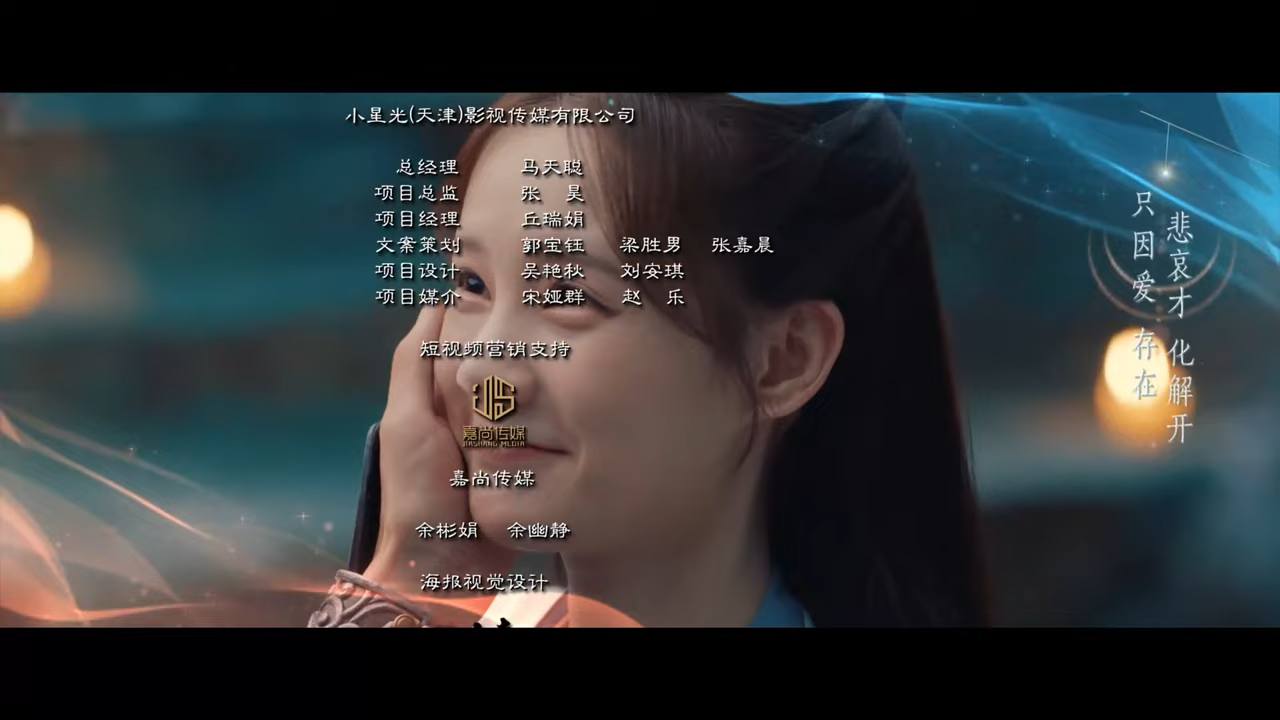 小星光(天津)影视传媒有限公司
总经理 马天聪
项目总监 张 昊
项目经理 丘瑞娟
文案策划 郭宝钰 梁胜男 张嘉晨
项目设计 吴艳秋 刘安琪
项目媒介 宋娅群 赵 乐
短视频营销支持
嘉尚传媒
JIASHANG MEDIA
嘉尚传媒
余彬娟 余幽静
海报视觉设计
悲哀才 化解开
只因爱 存在